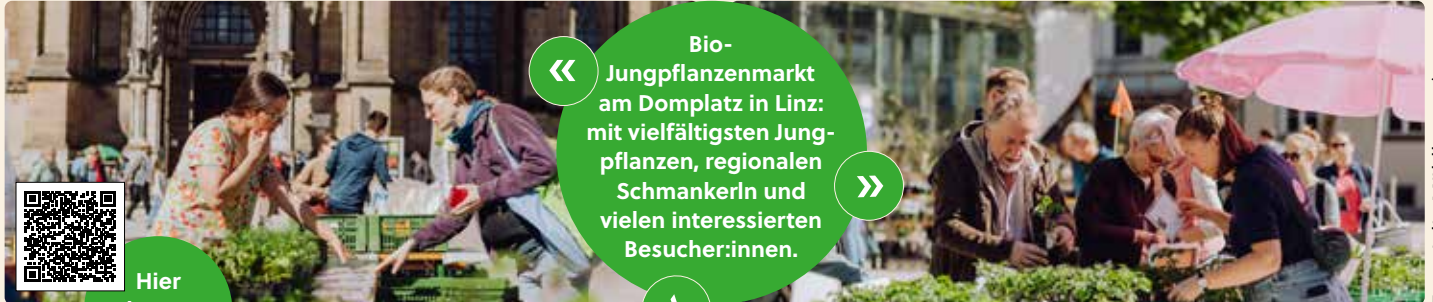 Bio-
Jungpflanzenmarkt
am Domplatz in Linz:
mit vielfältigsten Jung-
pflanzen, regionalen
Schmankerln und
vielen interessierten
Besucher:innen.
Hier